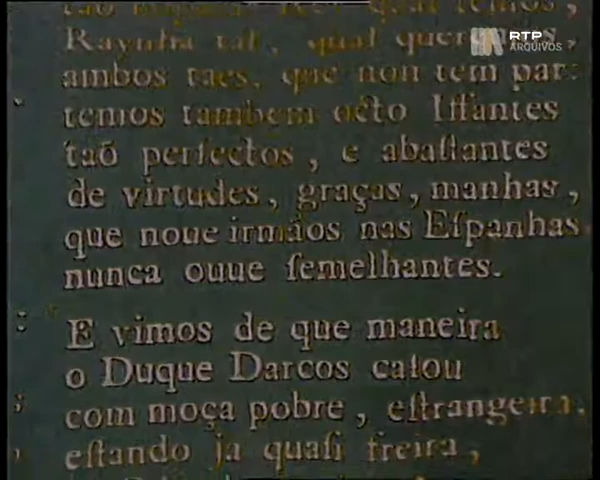 RTP
ARQUIVOS
Raynha tal, qual queremos,
ambos taes, que non tem par:
temos tambem octo Iffantes
taõ perfectos, e abaſtantes
de virtudes, graças, manhas,
que noue irmãos nas Eſpanhas
nunca ouue ſemelhantes.
E vimos de que maneira
o Duque Darcos caſou
com moça pobre, eſtrangeira,
eſtando ja quaſi freira,